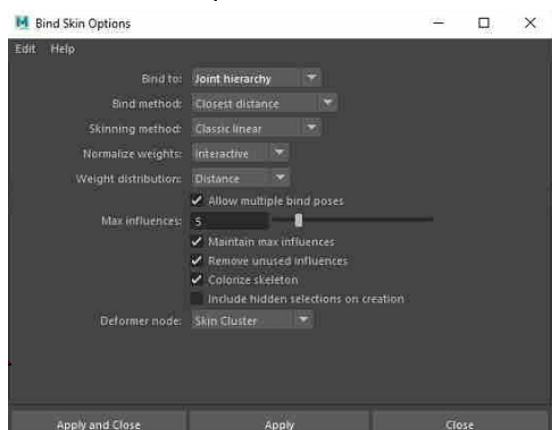 Bind Skin Options
Edit Help
Bind to: Joint hierarchy
Bind method: Closest distance
Skinning method: Classic linear
Normalize weights: Interactive
Weight distribution: Distance
Allow multiple bind poses
Max influences: 5
Maintain max influences
Remove unused influences
Colorize skeleton
Include hidden selections on creation
Deformer node: Skin Cluster
Apply and Close Apply Close